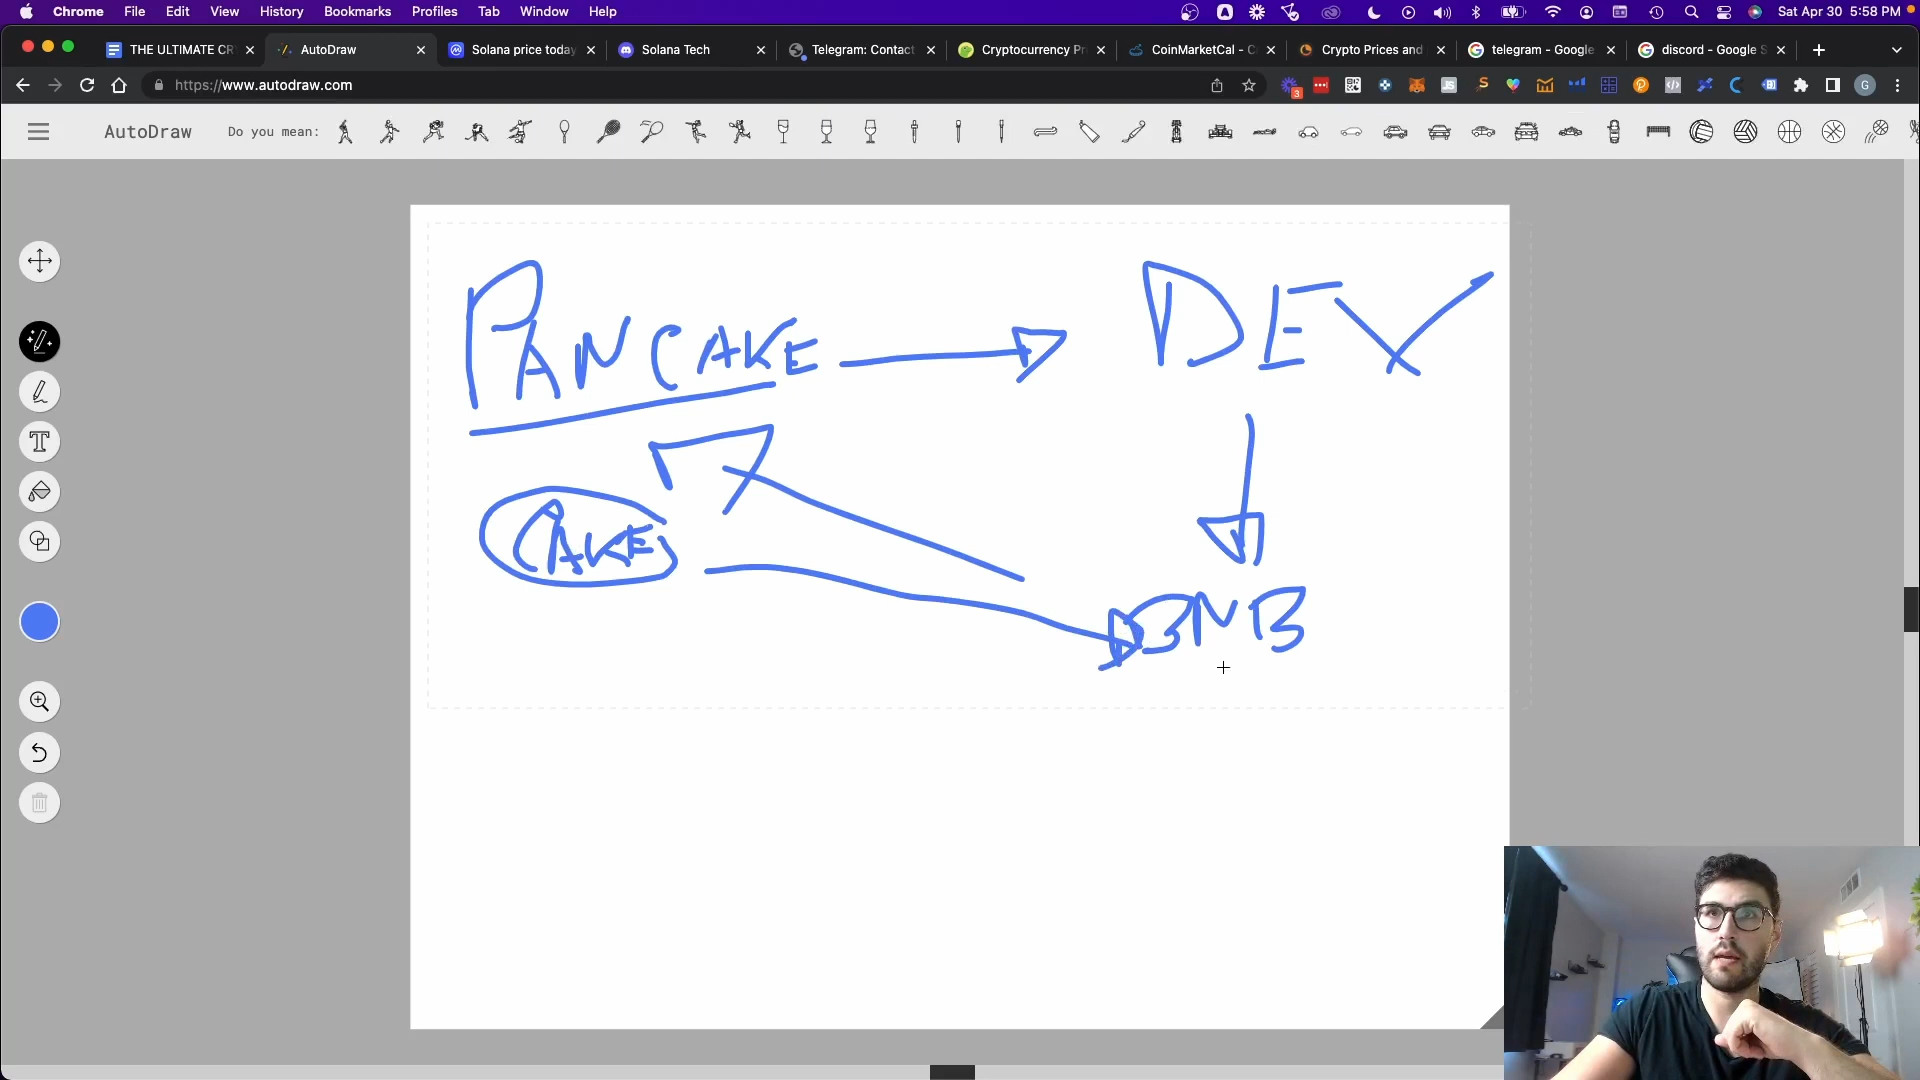 Chrome File Edit View History Bookmarks Profiles Tab Window Help Sat Apr 30 5:58 PM
THE ULTIMATE CR AutoDraw Solana price today Solana Tech Telegram: Contact Cryptocurrency Pr CoinMarketCal - C Crypto Prices and telegram - Google discord - Google S
https://www.autodraw.com
3 JS G
AutoDraw Do you mean:
PANCAKE DEX
CAKE
BNB
T